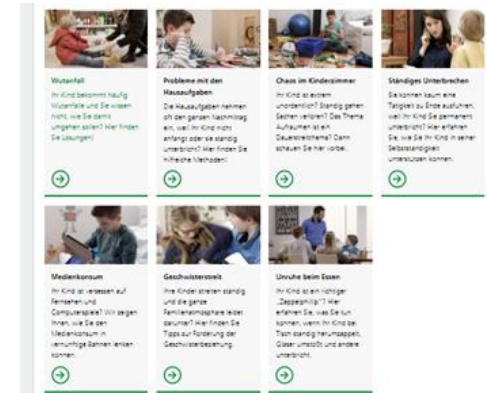 Wutanfall
Ihr Kind bekommt häufig
Wutanfälle und Sie wissen
nicht, wie Sie damit
umgehen sollen? Hier finden
Sie Lösungen!
Probleme mit den
Hausaufgaben
Die Hausaufgaben nehmen
oft den ganzen Nachmittag
ein, weil Ihr Kind nicht
anfängt oder sie ständig
unterbricht? Hier finden Sie
hilfreiche Methoden!
Chaos im Kinderzimmer
Ihr Kind ist extrem
unordentlich? Ständig gehen
Sachen verloren? Das Thema
Aufräumen ist ein
Dauerstreitthema? Dann
schauen Sie hier vorbei.
Ständiges Unterbrechen
Sie können kaum eine
Tätigkeit zu Ende ausführen,
weil Ihr Kind Sie permanent
unterbricht? Hier erfahren
Sie, wie Sie Ihr Kind in seiner
Selbstständigkeit
unterstützen können.
Medienkonsum
Ihr Kind ist versessen auf
Fernsehen und
Computerspiele? Wir zeigen
Ihnen, wie Sie den
Medienkonsum in
vernünftige Bahnen lenken
können.
Geschwisterstreit
Ihre Kinder streiten ständig
und die ganze
Familienatmosphäre leidet
darunter? Hier finden Sie
Tipps zur Förderung der
Geschwisterbeziehung.
Unruhe beim Essen
Ihr Kind ist ein richtiger
„Zappelphilip“? Hier
erfahren Sie, was Sie tun
können, wenn Ihr Kind bei
Tisch ständig herumzappelt,
Gläser umstößt und andere
unterbricht.